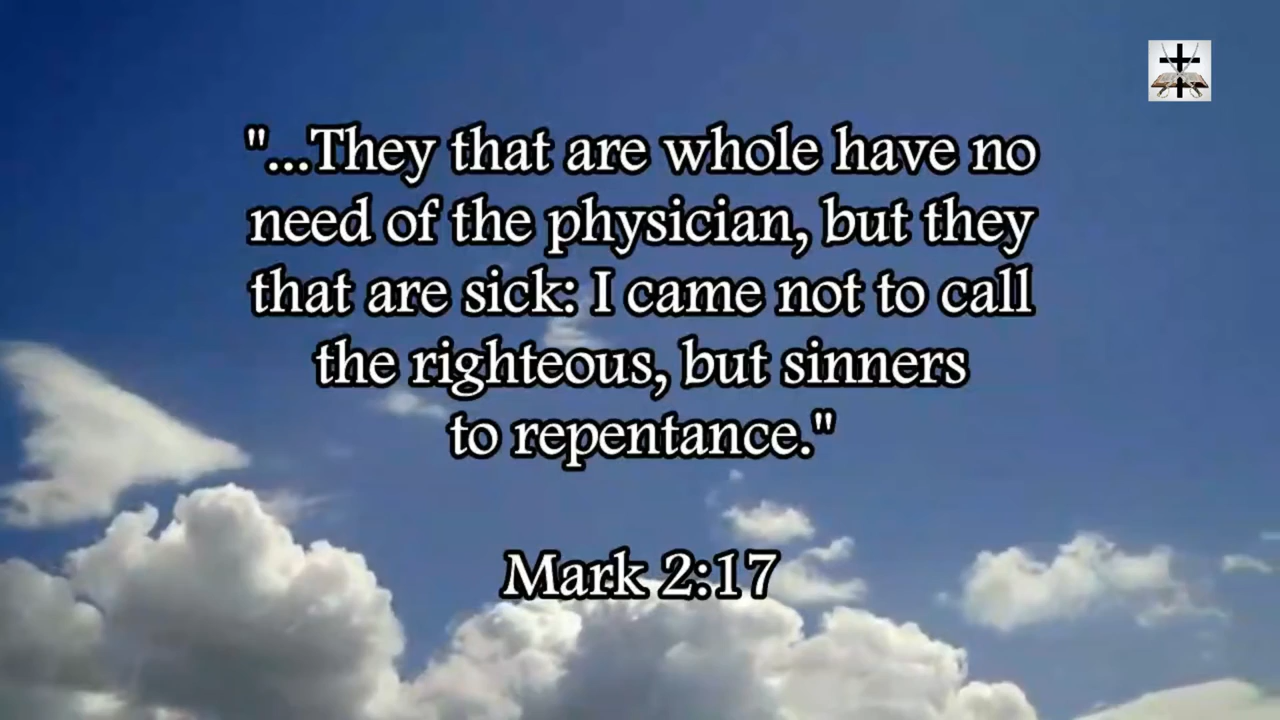 "...They that are whole have no
need of the physician, but they
that are sick: I came not to call
the righteous, but sinners
to repentance."
Mark 2:17